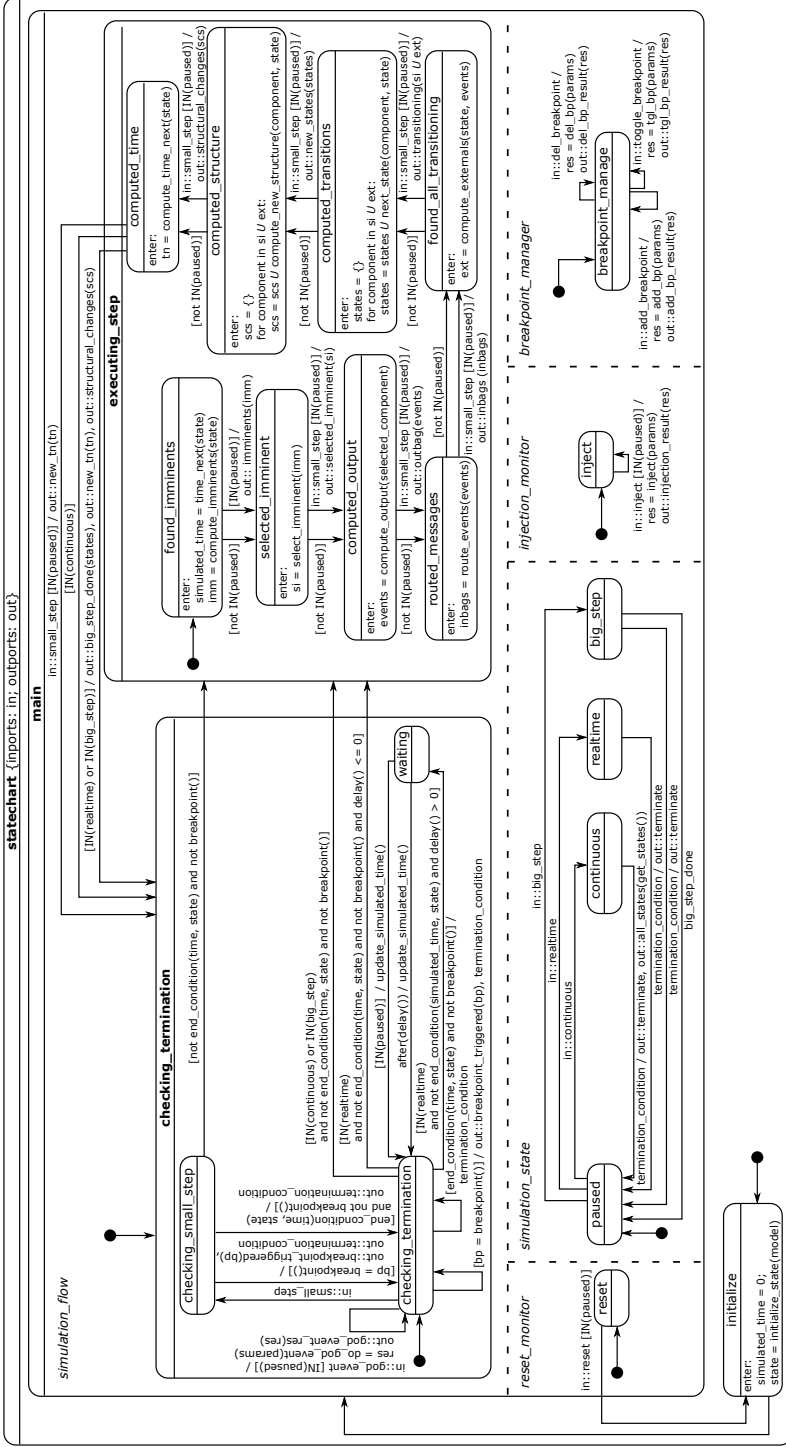 statechart {inports: in; outports: out}
main
in::small_step [IN(paused)] / out::new_tn(tn)
[IN(continuous)]
[IN(realtime) or IN(big_step)] / out::big_step_done(states), out::new_tn(tn), out::structural_changes(scs)
simulation_flow
checking_termination
checking_small_step
[not end_condition(time, state) and not breakpoint()]
in::god_event [IN(paused)] /
res = do_god_event(params)
out::god_event_res(res)
in::small_step
[bp = breakpoint()] /
out::breakpoint_triggered(bp),
out::termination_condition
[end_condition(time, state)
and not breakpoint()] /
out::termination_condition
checking_termination
[IN(continuous) or IN(big_step)
and not end_condition(time, state) and not breakpoint()]
[IN(realtime)
and not end_condition(time, state) and not breakpoint() and delay() <= 0]
[IN(paused)] / update_simulated_time()
after(delay()) / update_simulated_time()
waiting
[IN(realtime)
and not end_condition(simulated_time, state) and delay() > 0]
[end_condition(time, state) and not breakpoint()] /
termination_condition
[bp = breakpoint()] / out::breakpoint_triggered(bp), termination_condition
executing_step
found_imminents
enter:
simulated_time = time_next(state)
imm = compute_imminents(state)
[not IN(paused)]
[IN(paused)] /
out:: imminents(imm)
selected_imminent
enter:
si = select_imminent(imm)
[not IN(paused)]
in::small_step [IN(paused)] /
out::selected_imminent(si)
computed_output
enter:
events = compute_output(selected_component)
[not IN(paused)]
in::small_step [IN(paused)] /
out::outbag(events)
routed_messages
enter:
inbags = route_events(events)
[not IN(paused)]
in::small_step [IN(paused)] /
out::inbags (inbags)
computed_time
enter:
tn = compute_time_next(state)
[not IN(paused)]
in::small_step [IN(paused)] /
out::structural_changes(scs)
computed_structure
enter:
scs = {}
for component in si U ext:
scs = scs U compute_new_structure(component, state)
[not IN(paused)]
in::small_step [IN(paused)] /
out::new_states(states)
computed_transitions
enter:
states = {}
for component in si U ext:
states = states U next_state(component, state)
[not IN(paused)]
in::small_step [IN(paused)] /
out::transitioning(si U ext)
found_all_transitioning
enter:
ext = compute_externals(state, events)
reset_monitor
in::reset [IN(paused)]
reset
simulation_state
in::big_step
in::realtime
in::continuous
paused
continuous
realtime
big_step
termination_condition / out::terminate, out::all_states(get_states())
termination_condition / out::terminate
termination_condition / out::terminate
big_step_done
injection_monitor
inject
in::inject [IN(paused)] /
res = inject(params)
out::injection_result(res)
breakpoint_manager
in::del_breakpoint /
res = del_bp(params)
out::del_bp_result(res)
breakpoint_manage
in::add_breakpoint /
res = add_bp(params)
out::add_bp_result(res)
in::toggle_breakpoint /
res = tgl_bp(params)
out::tgl_bp_result(res)
initialize
enter:
simulated_time = 0;
state = initialize_state(model)